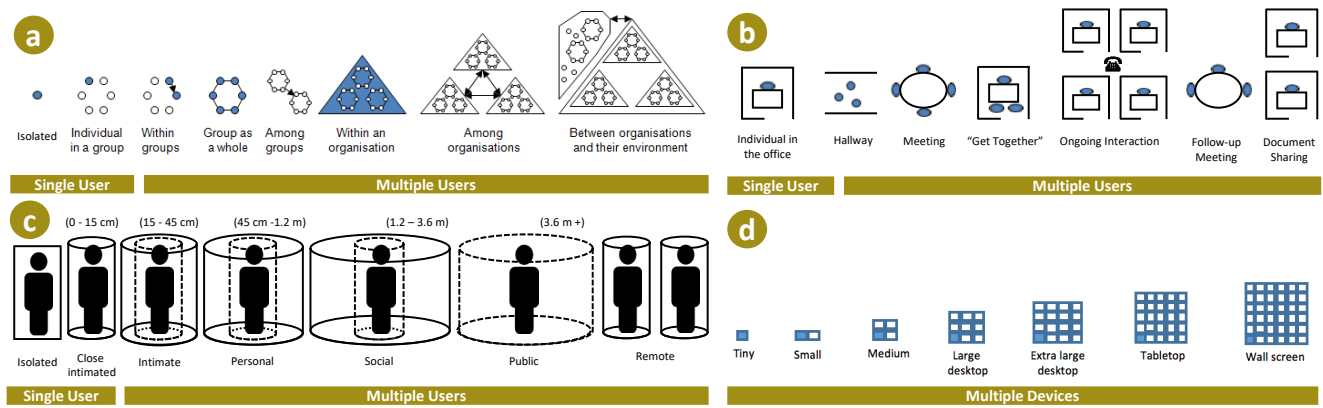 a
Isolated
Individual
in a group
Within
groups
Group as
a whole
Among
groups
Within an
organisation
Among
organisations
Between organisations
and their environment
Single User
Multiple Users
b
Individual in
the office
Hallway
Meeting
“Get Together”
Ongoing Interaction
Follow-up
Meeting
Document
Sharing
Single User
Multiple Users
c
(0 - 15 cm)
(15 - 45 cm)
(45 cm -1.2 m)
(1.2 – 3.6 m)
(3.6 m +)
Isolated
Close
intimated
Intimate
Personal
Social
Public
Remote
Single User
Multiple Users
d
Tiny
Small
Medium
Large
desktop
Extra large
desktop
Tabletop
Wall screen
Multiple Devices